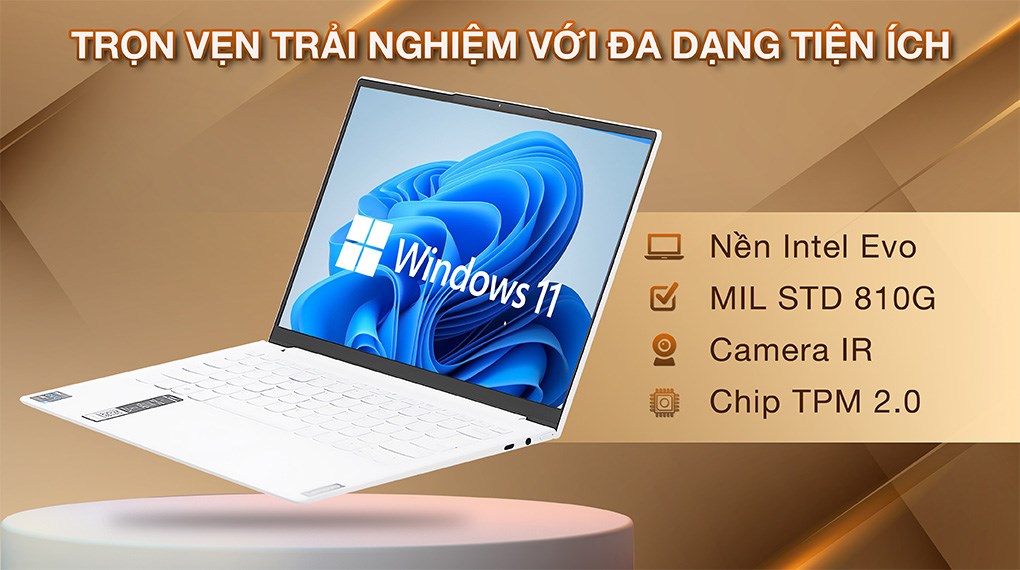 TRỌN VẸN TRẢI NGHIỆM VỚI ĐA DẠNG TIỆN ÍCH
Windows 11
Nền Intel Evo
MIL STD 810G
Camera IR
Chip TPM 2.0